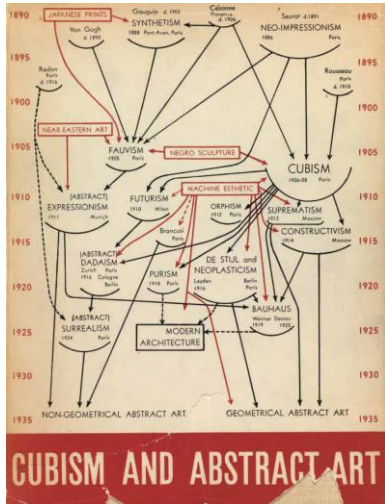 1890
JAPANESE PRINTS
Gauguin d. 1903
Cézanne
Provence
d. 1906
Seurat d. 1891
1890
Van Gogh
d. 1890
SYNTHETISM
1888 Pont-Aven, Paris
NEO-IMPRESSIONISM
1886 Paris
1895
Redon
Paris
d. 1916
Rousseau
Paris
d. 1910
1895
1900
1900
NEAR-EASTERN ART
1905
FAUVISM
1905 Paris
NEGRO SCULPTURE
CUBISM
1906-08 Paris
1905
1910
(ABSTRACT)
EXPRESSIONISM
1911 Munich
FUTURISM
1910 Milan
MACHINE ESTHETIC
ORPHISM
1912 Paris
SUPREMATISM
1913 Moscow
CONSTRUCTIVISM
1914 Moscow
1910
Brancusi
Paris
1915
(ABSTRACT)
DADAISM
Zurich Paris
1916 Cologne
Berlin
PURISM
1918 Paris
DE STIJL and
NEOPLASTICISM
Leyden Berlin
1916 Paris
1915
1920
BAUHAUS
Weimar Dessau
1919 1925
1920
1925
(ABSTRACT)
SURREALISM
1924 Paris
MODERN
ARCHITECTURE
1925
1930
1930
NON-GEOMETRICAL ABSTRACT ART
GEOMETRICAL ABSTRACT ART
1935
1935
CUBISM AND ABSTRACT ART